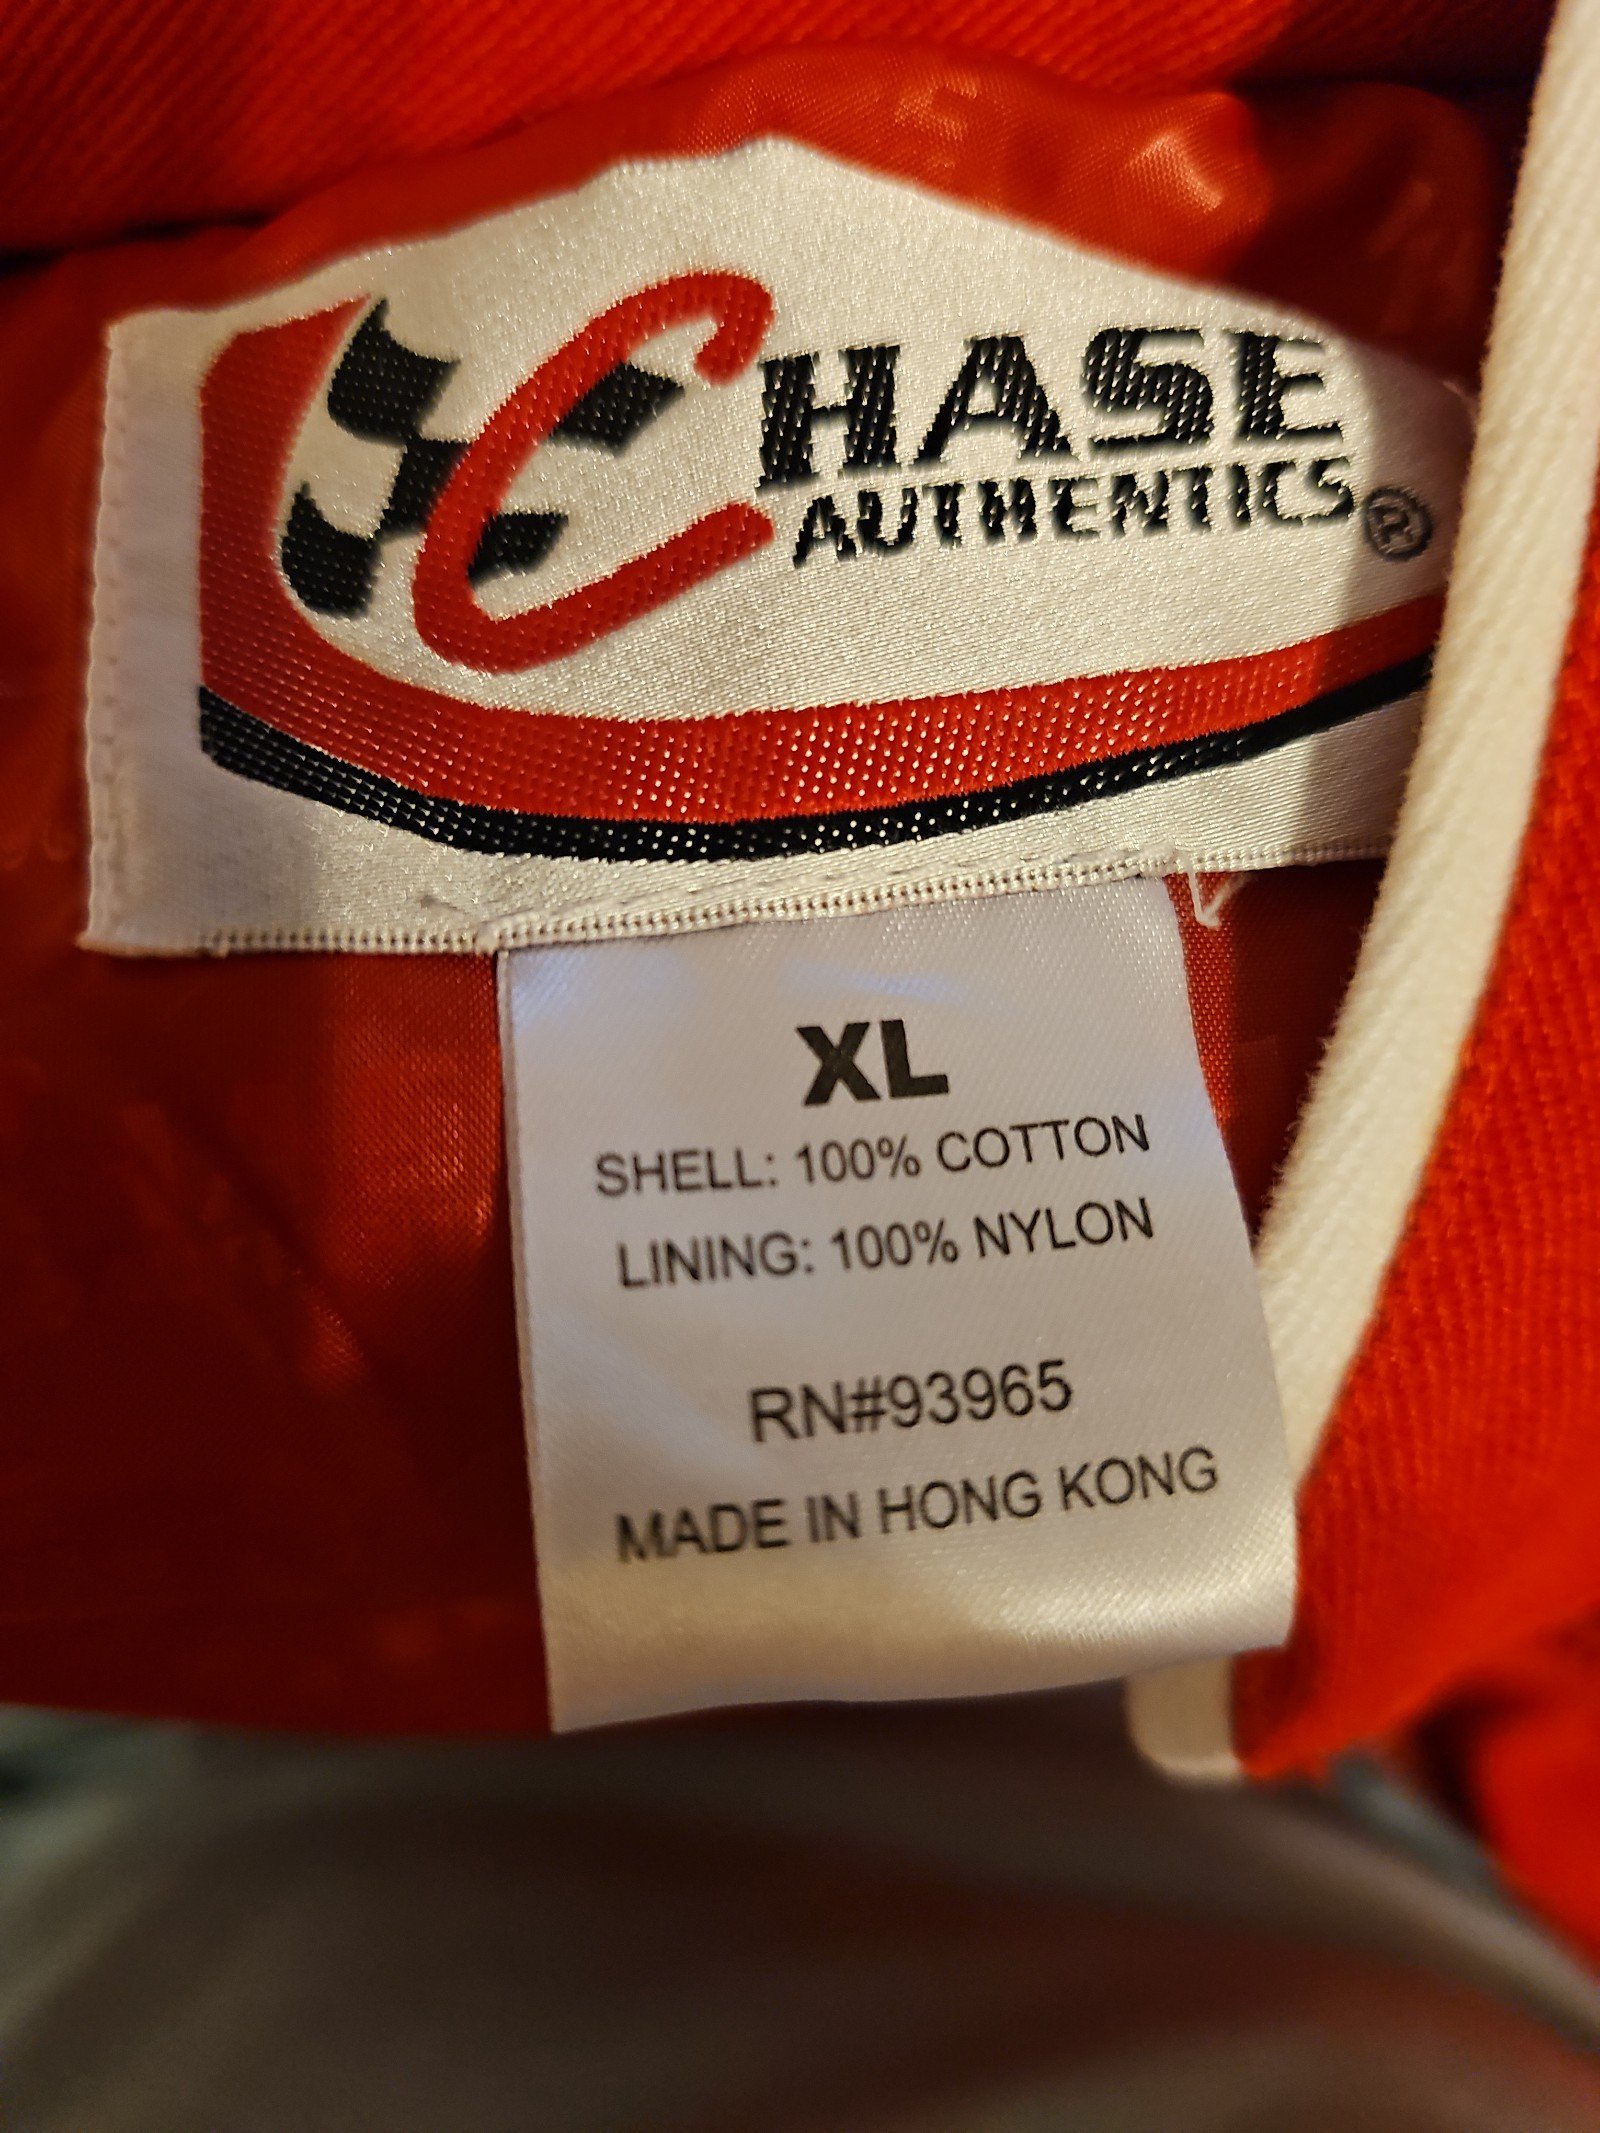 CHASE
AUTHENTICS®
XL
SHELL: 100% COTTON
LINING: 100% NYLON
RN#93965
MADE IN HONG KONG